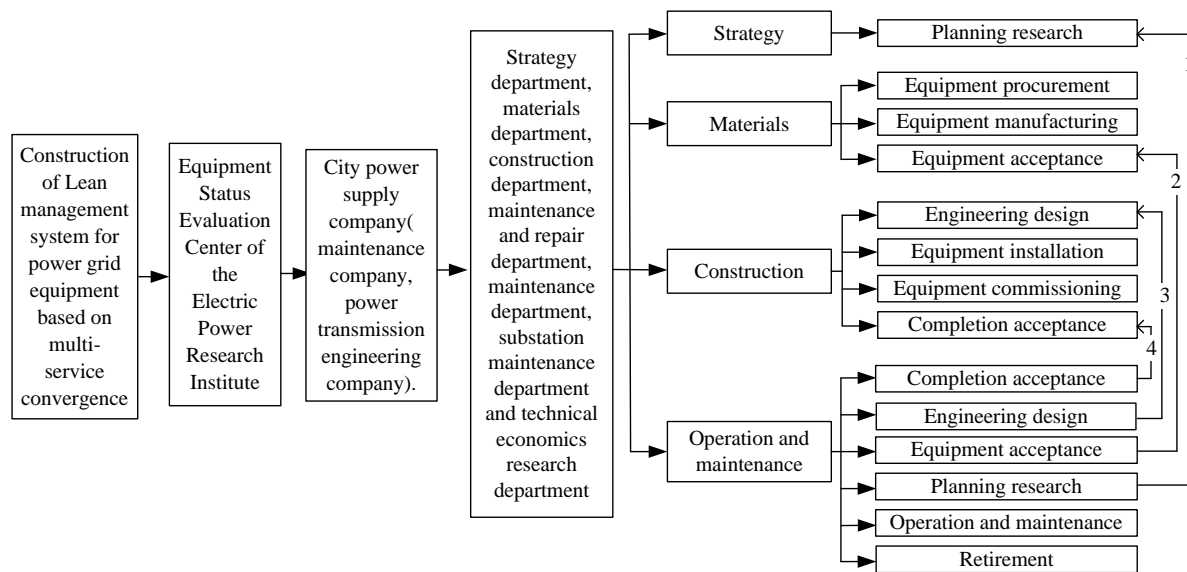 Construction
of Lean
management
system for
power grid
equipment
based on
multi-
service
convergence
Equipment
Status
Evaluation
Center of
the
Electric
Power
Research
Institute
City power
supply
company(
maintenance
company,
power
transmission
engineering
company).
Strategy
department,
materials
department,
construction
department,
maintenance
and repair
department,
maintenance
department,
substation
maintenance
department
and technical
economics
research
department
Strategy
Materials
Construction
Operation and
maintenance
Planning research
Equipment procurement
Equipment manufacturing
Equipment acceptance
Engineering design
Equipment installation
Equipment commissioning
Completion acceptance
Completion acceptance
Engineering design
Equipment acceptance
Planning research
Operation and maintenance
Retirement
1
2
3
4